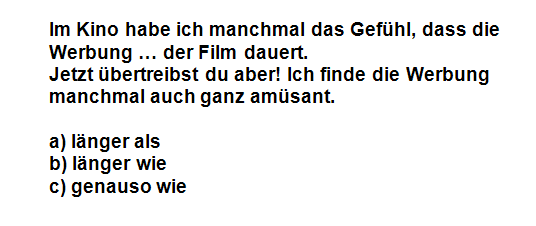 Im Kino habe ich manchmal das Gefühl, dass die
Werbung … der Film dauert.
Jetzt übertreibst du aber! Ich finde die Werbung
manchmal auch ganz amüsant.
a) länger als
b) länger wie
c) genauso wie